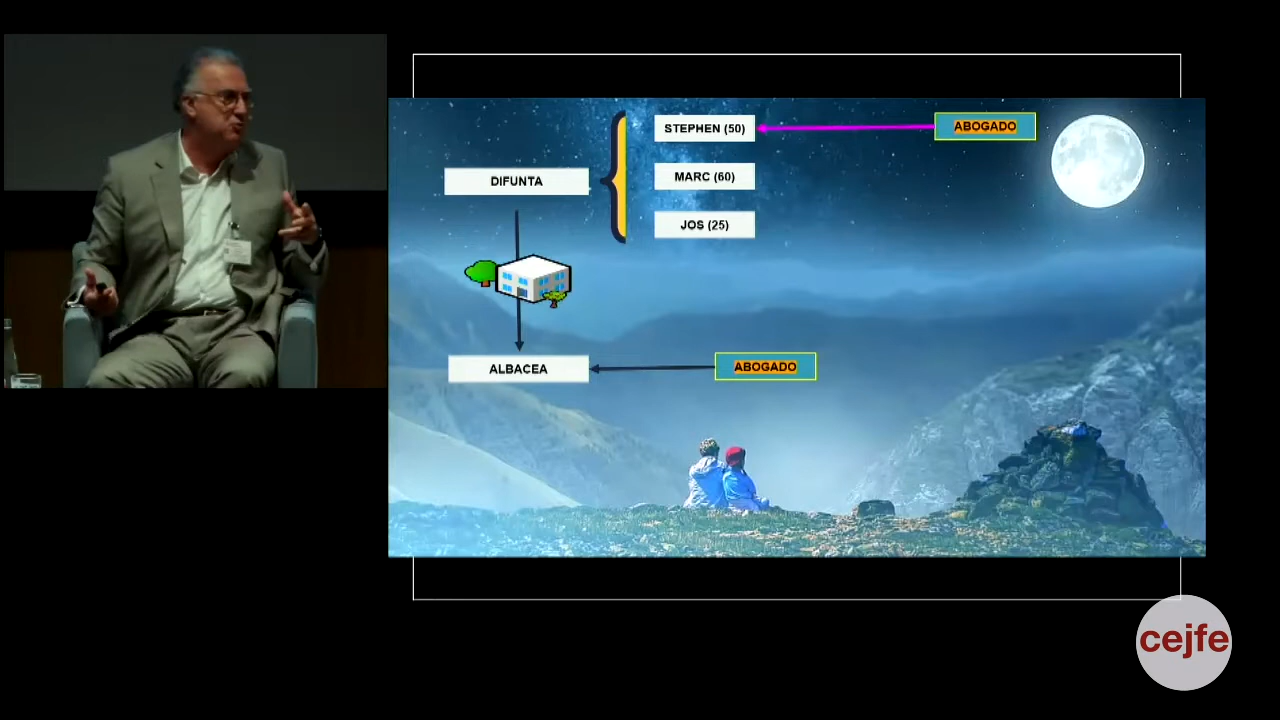 STEPHEN (50)
ABOGADO
MARC (60)
DIFUNTA
JOS (25)
ALBACEA
ABOGADO
cejfe